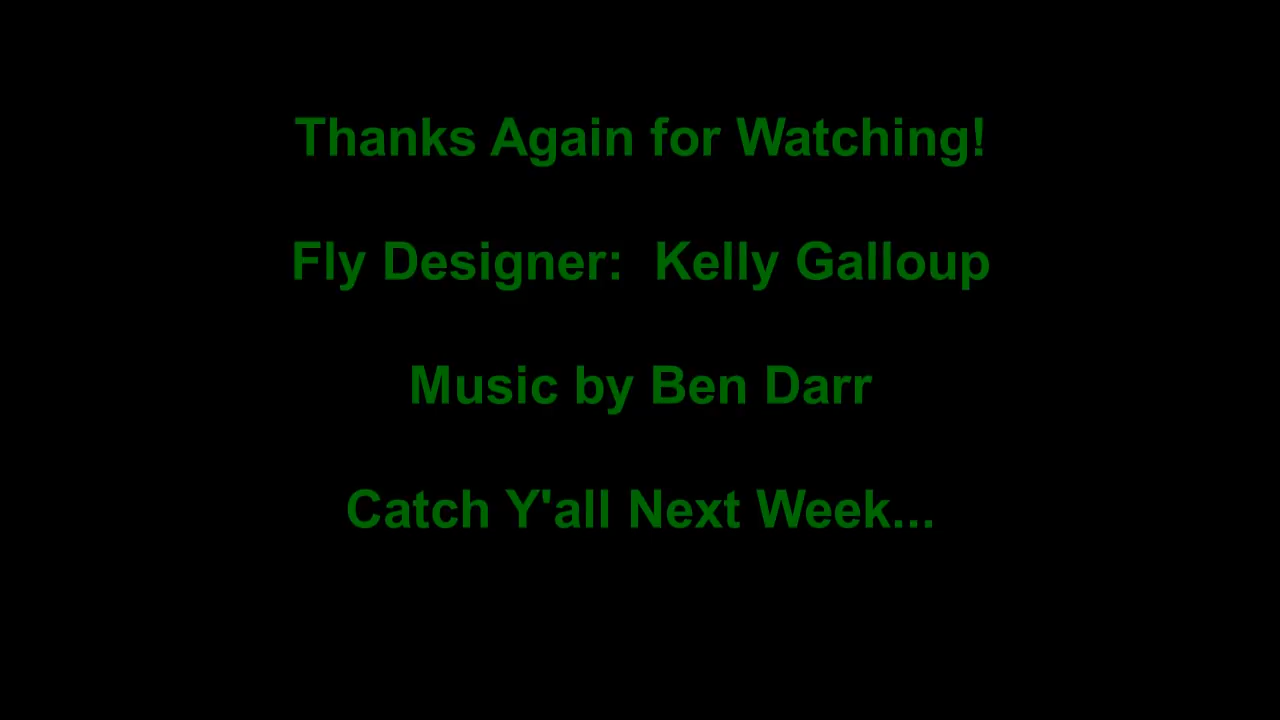 Thanks Again for Watching!
Fly Designer:  Kelly Galloup
Music by Ben Darr
Catch Y'all Next Week...